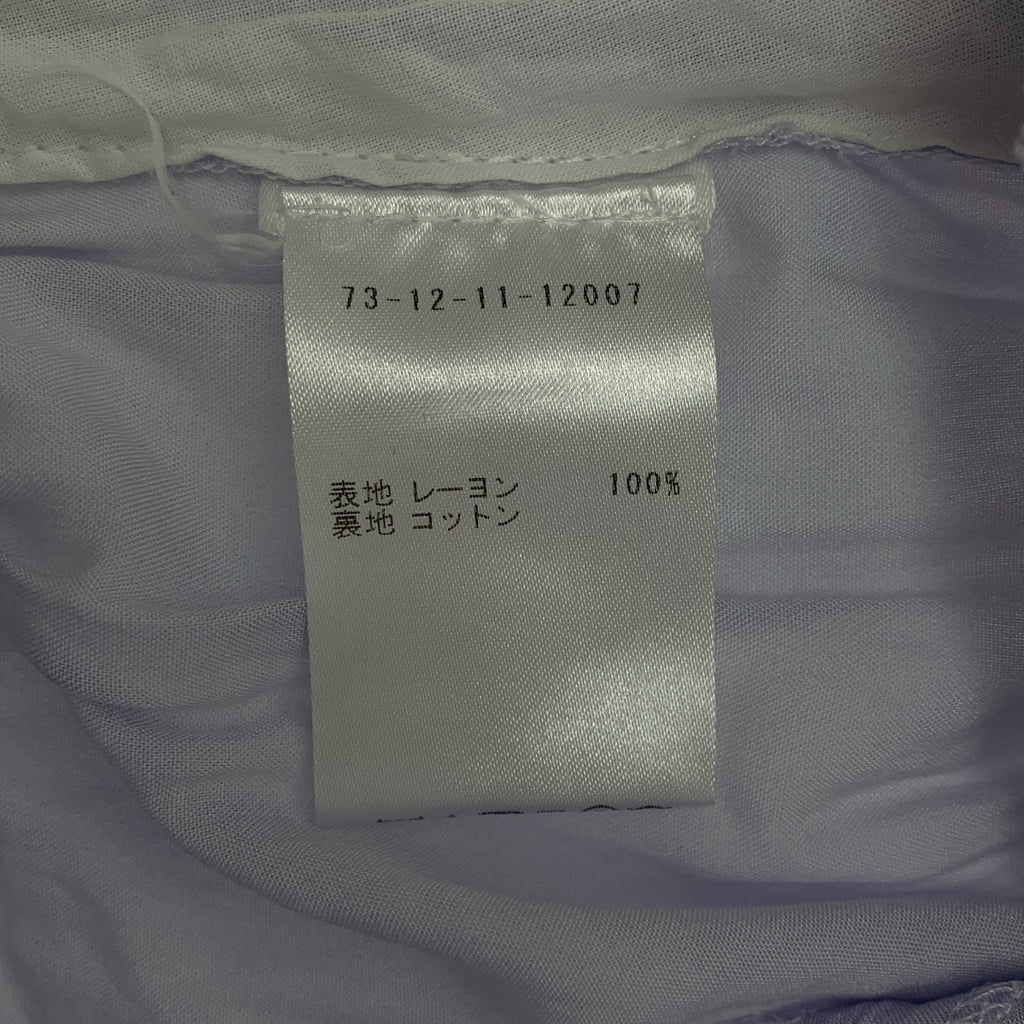 73-12-11-12007
表地 レーヨン 100%
裏地 コットン